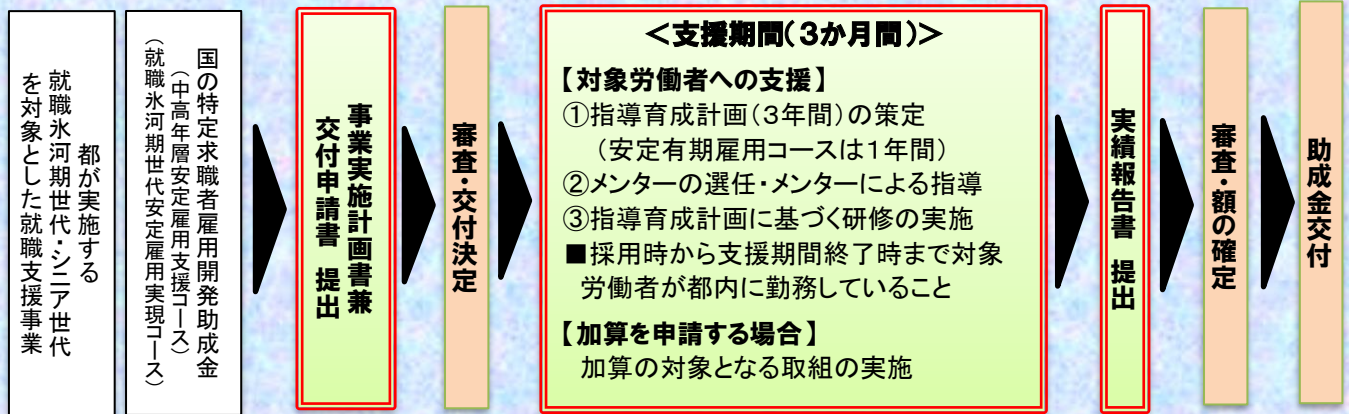 都が実施する
就職氷河期世代・シニア世代
を対象とした就職支援事業
国の特定求職者雇用開発助成金
（中高年層安定雇用支援コース）
（就職氷河期世代安定雇用実現コース）
事業実施計画書兼
交付申請書 提出
審査・交付決定
＜支援期間（３か月間）＞
【対象労働者への支援】
①指導育成計画（３年間）の策定
（安定有期雇用コースは１年間）
②メンターの選任・メンターによる指導
③指導育成計画に基づく研修の実施
■採用時から支援期間終了時まで対象
労働者が都内に勤務していること
【加算を申請する場合】
加算の対象となる取組の実施
実績報告書 提出
審査・額の確定
助成金交付